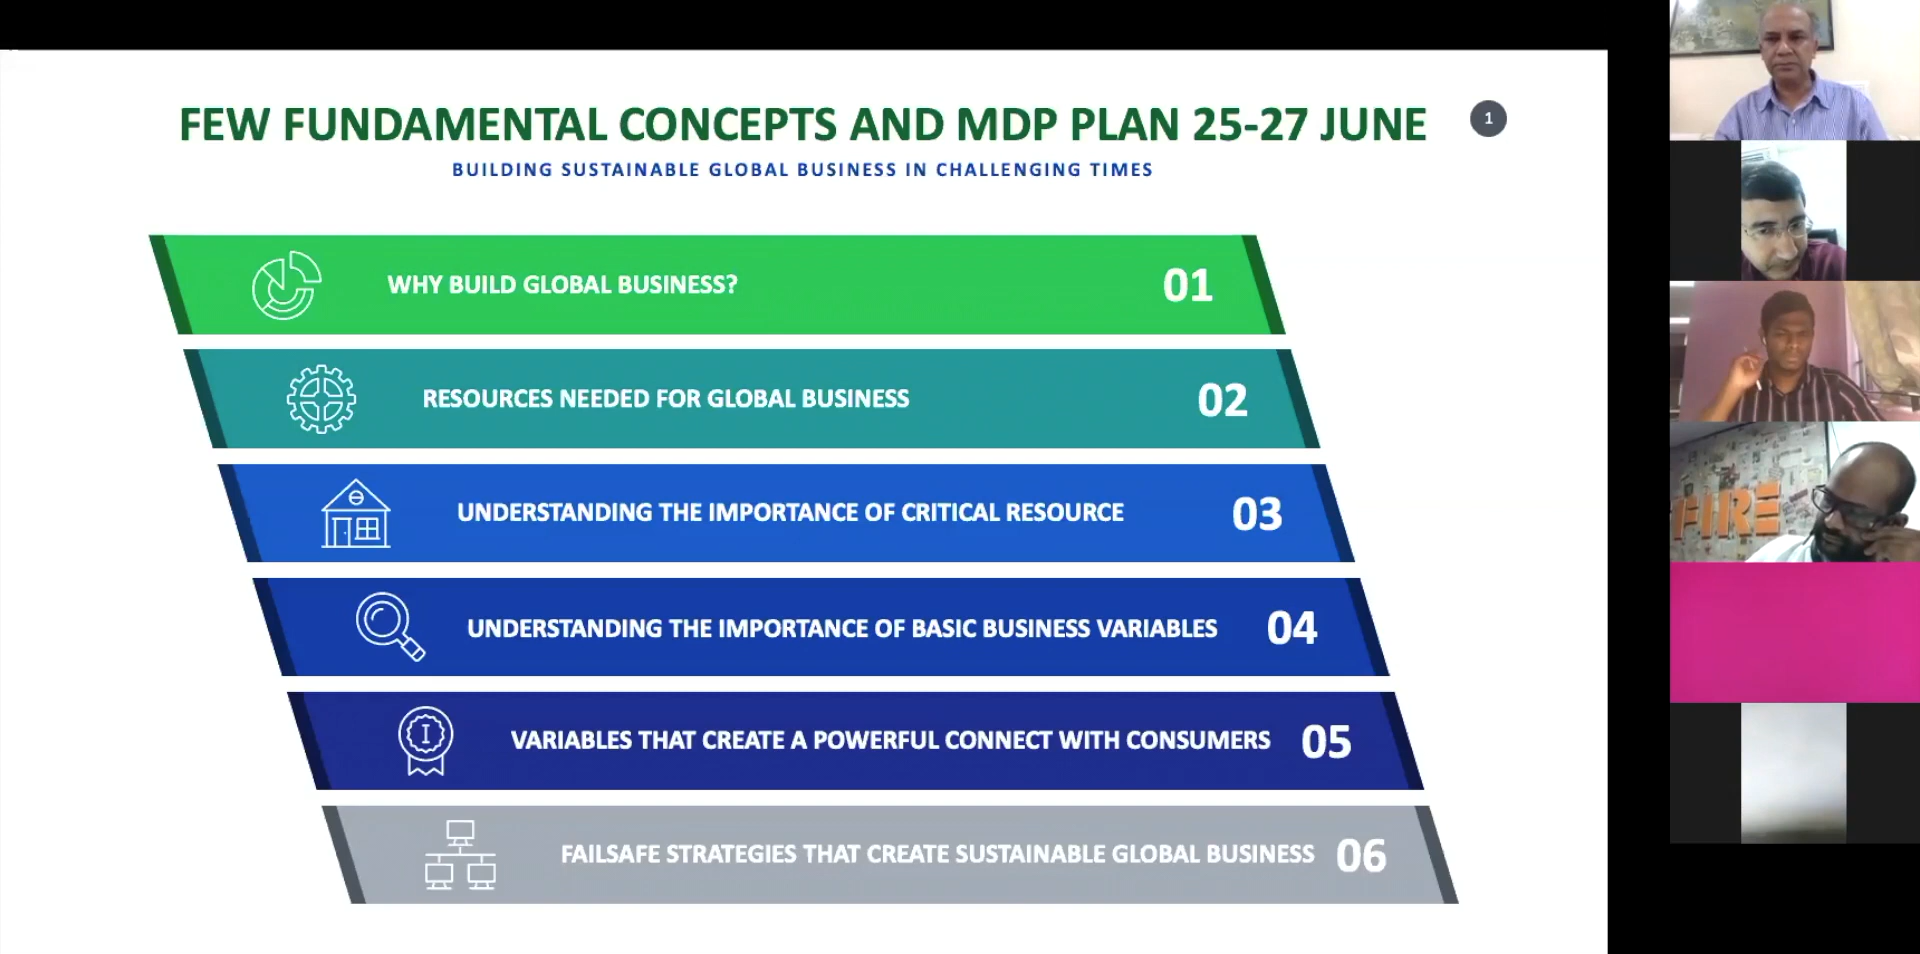 FEW FUNDAMENTAL CONCEPTS AND MDP PLAN 25-27 JUNE
1
BUILDING SUSTAINABLE GLOBAL BUSINESS IN CHALLENGING TIMES
WHY BUILD GLOBAL BUSINESS? 01
RESOURCES NEEDED FOR GLOBAL BUSINESS 02
UNDERSTANDING THE IMPORTANCE OF CRITICAL RESOURCE 03
UNDERSTANDING THE IMPORTANCE OF BASIC BUSINESS VARIABLES 04
I
VARIABLES THAT CREATE A POWERFUL CONNECT WITH CONSUMERS 05
FAILSAFE STRATEGIES THAT CREATE SUSTAINABLE GLOBAL BUSINESS 06
FIRE